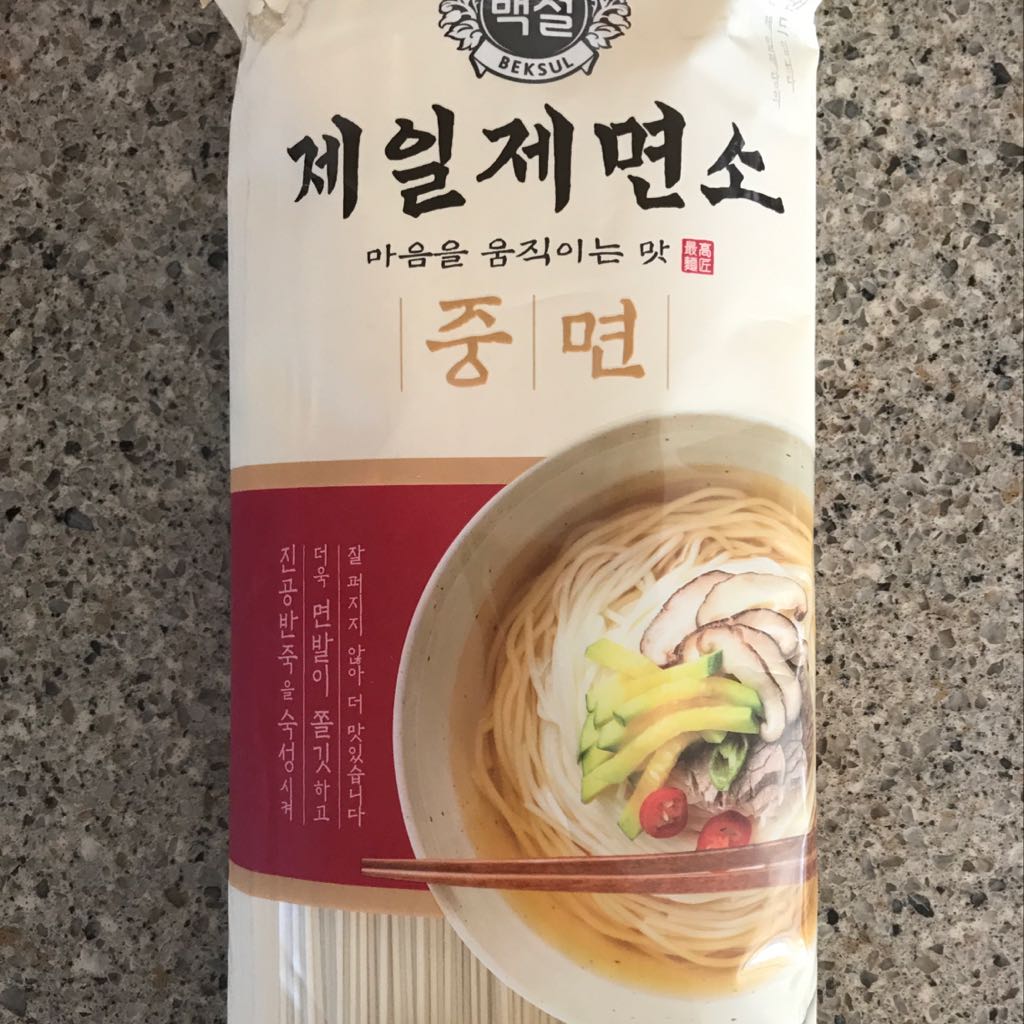 백설
BEKSUL
제일제면소
마음을 움직이는 맛
最高
麵匠
중면
진공반죽을 숙성시켜
더욱 면발이 쫄깃하고
잘 퍼지지 않아 더 맛있습니다